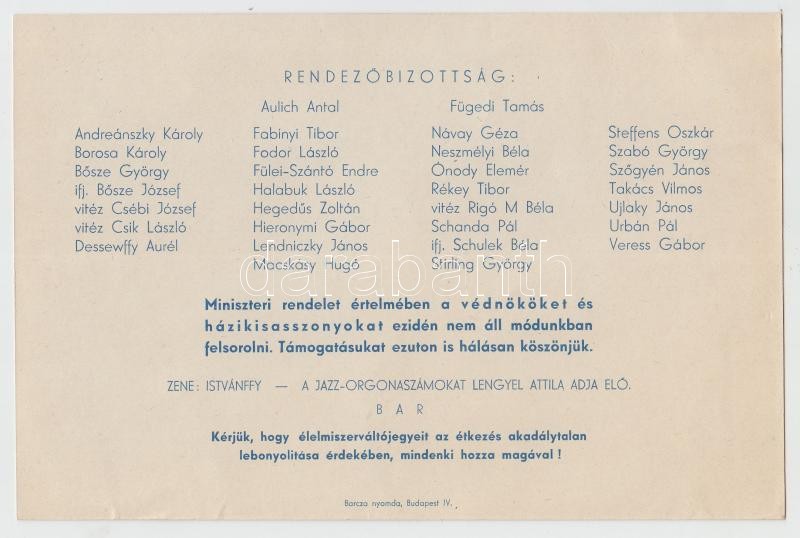 RENDEZŐBIZOTTSÁG:
Aulich Antal Fügedi Tamás
Andreánszky Károly
Borosa Károly
Bősze György
ifj. Bősze József
vitéz Csébi József
vitéz Csik László
Dessewffy Aurél
Fabinyi Tibor
Fodor László
Fülei-Szántó Endre
Halabuk László
Hegedűs Zoltán
Hieronymi Gábor
Lendniczky János
Macskásy Hugó
Návay Géza
Neszmélyi Béla
Ónody Elemér
Rékey Tibor
vitéz Rigó M Béla
Schanda Pál
ifj. Schulek Béla
Stirling György
Steffens Oszkár
Szabó György
Szőgyén János
Takács Vilmos
Ujlaky János
Urbán Pál
Veress Gábor
darabanth
Miniszteri rendelet értelmében a védnököket és
házikisasszonyokat ezidén nem áll módunkban
felsorolni. Támogatásukat ezuton is hálásan köszönjük.
ZENE: ISTVÁNFFY — A JAZZ-ORGONASZÁMOKAT LENGYEL ATTILA ADJA ELŐ.
BAR
Kérjük, hogy élelmiszerváltójegyeit az étkezés akadálytalan
lebonyolitása érdekében, mindenki hozza magával!
Barcza nyomda, Budapest IV.